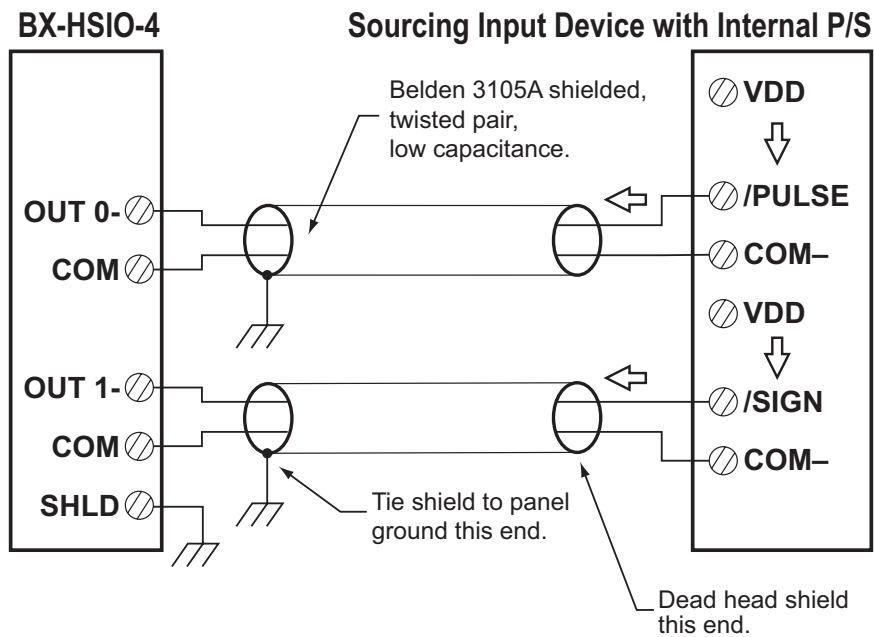 BX-HSIO-4
Sourcing Input Device with Internal P/S
Belden 3105A shielded,
twisted pair,
low capacitance.
OUT 0-
COM
OUT 1-
COM
SHLD
VDD
/PULSE
COM–
VDD
/SIGN
COM–
Tie shield to panel
ground this end.
Dead head shield
this end.